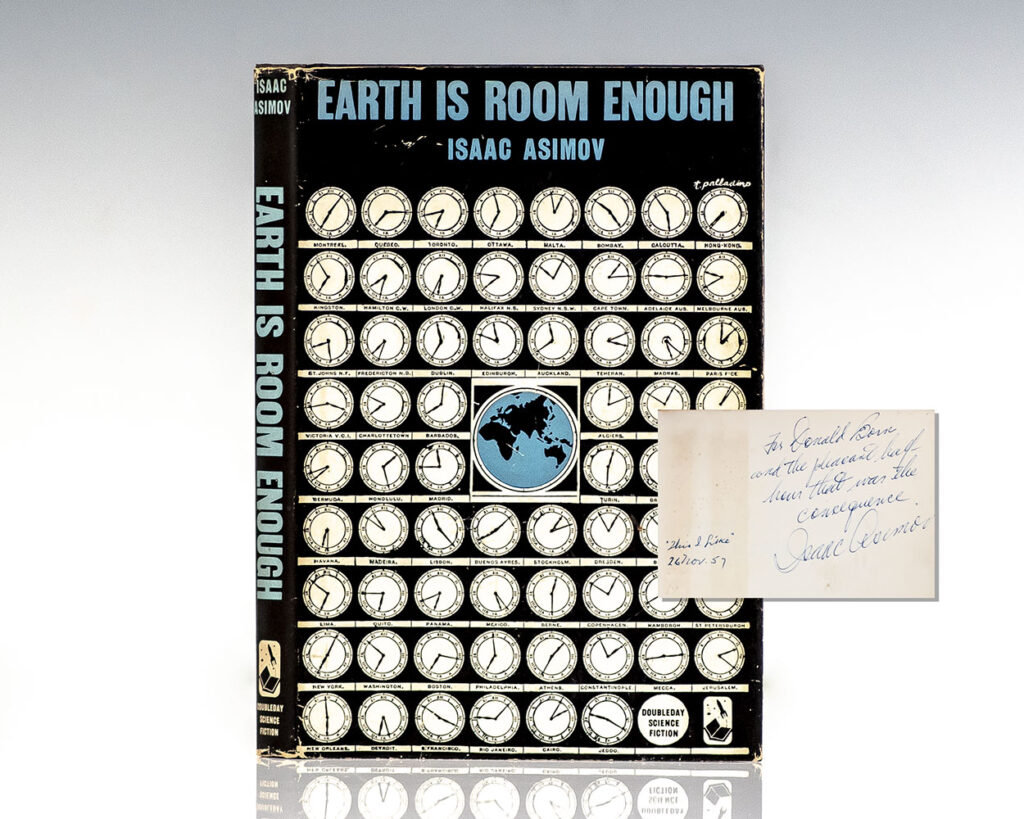 ISAAC
ASIMOV
EARTH IS ROOM ENOUGH
DOUBLEDAY
SCIENCE
FICTION
EARTH IS ROOM ENOUGH
ISAAC ASIMOV
t. palladino
MONTREAL. QUEBEC. TORONTO. OTTAWA. MALTA. BOMBAY. CALCUTTA. HONG-KONG.
KINGSTON. HAMILTON C.W. LONDON C.W. HALIFAX N.S. SYDNEY N.S.W. CAPE TOWN. ADELAIDE AUS. MELBOURNE AUS.
ST. JOHNS N.F. FREDERICTON N.B. DUBLIN. EDINBURGH. AUCKLAND. TEHERAN. MADRAS. PARIS F'CE
VICTORIA V.C.I. CHARLOTTETOWN BARBADOS. ALGIERS.
BERMUDA. HONOLULU. MADRID. TURIN.
HAVANA. MADEIRA. LISBON. BUENOS AYRES. STOCKHOLM. DRESDEN.
LIMA. QUITO. PANAMA. MEXICO. BERNE. COPENHAGEN. HAMBORGH ST PETERSBURGH
NEW YORK. WASHINGTON. BOSTON. PHILADELPHIA. ATHENS. CONSTANTINOPLE. MECCA. JERUSALEM.
NEW ORLEANS. DETROIT. S. FRANCISCO. RIO JANEIRO. CAIRO. JEDDO.
DOUBLEDAY
SCIENCE
FICTION
For Donald Born
and the pleasant half
hour that was the
consequence
Isaac Asimov
"This I Like"
26 Nov. 57